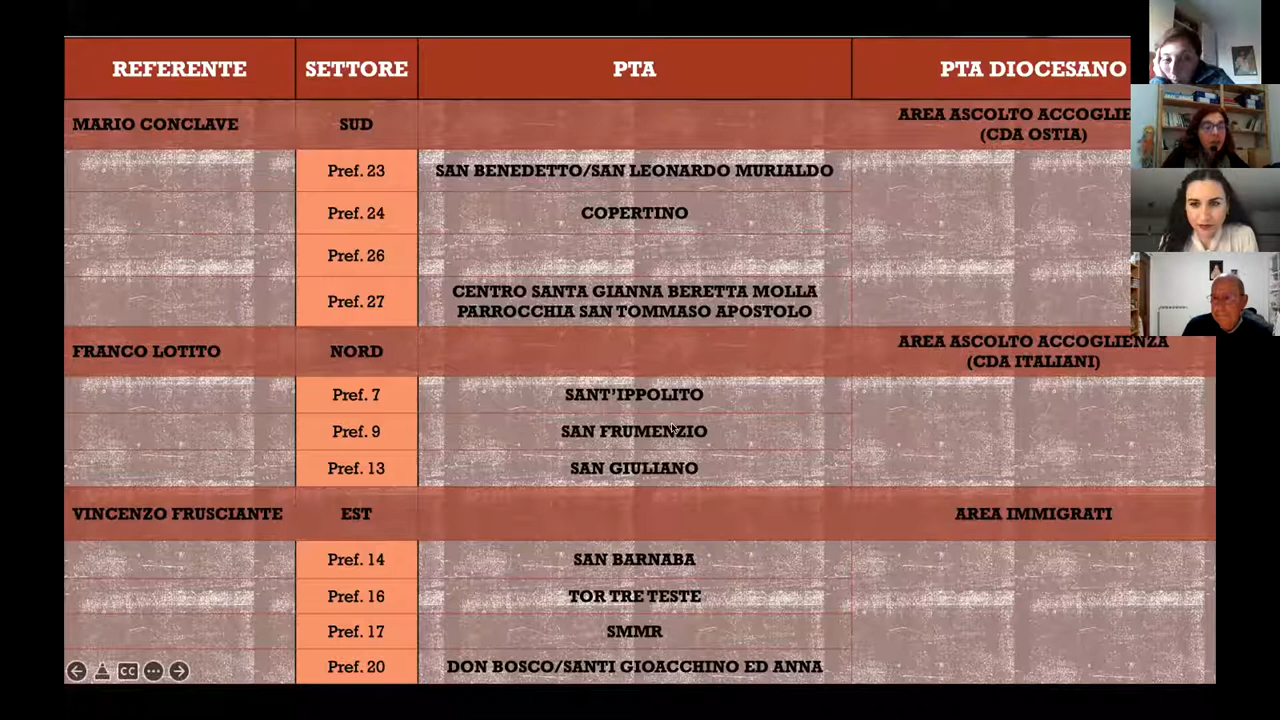 REFERENTE SETTORE PTA PTA DIOCESANO
MARIO CONCLAVE SUD AREA ASCOLTO
(CDA OSTIA)
Pref. 23 SAN BENEDETTO/SAN LEONARDO MURIALDO
Pref. 24 COPERTINO
Pref. 26
Pref. 27 CENTRO SANTA GIANNA BERETTA MOLLA
PARROCCHIA SAN TOMMASO APOSTOLO
FRANCO LOTITO NORD AREA ASCOLTO ACCOGLIENZA
(CDA ITALIANI)
Pref. 7 SANT'IPPOLITO
Pref. 9 SAN FRUMENZIO
Pref. 13 SAN GIULIANO
VINCENZO FRUSCIANTE EST AREA IMMIGRATI
Pref. 14 SAN BARNABA
Pref. 16 TOR TRE TESTE
Pref. 17 SMMR
Pref. 20 DON BOSCO/SANTI GIOACCHINO ED ANNA
CC